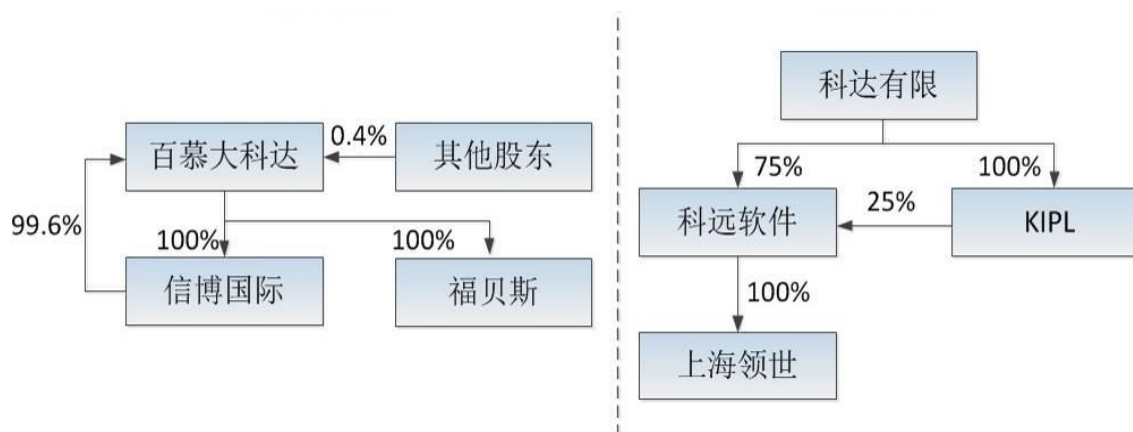 科达有限
百慕大科达
0.4%
其他股东
75%
100%
99.6%
科远软件
25%
KIPL
100%
100%
信博国际
福贝斯
100%
上海领世